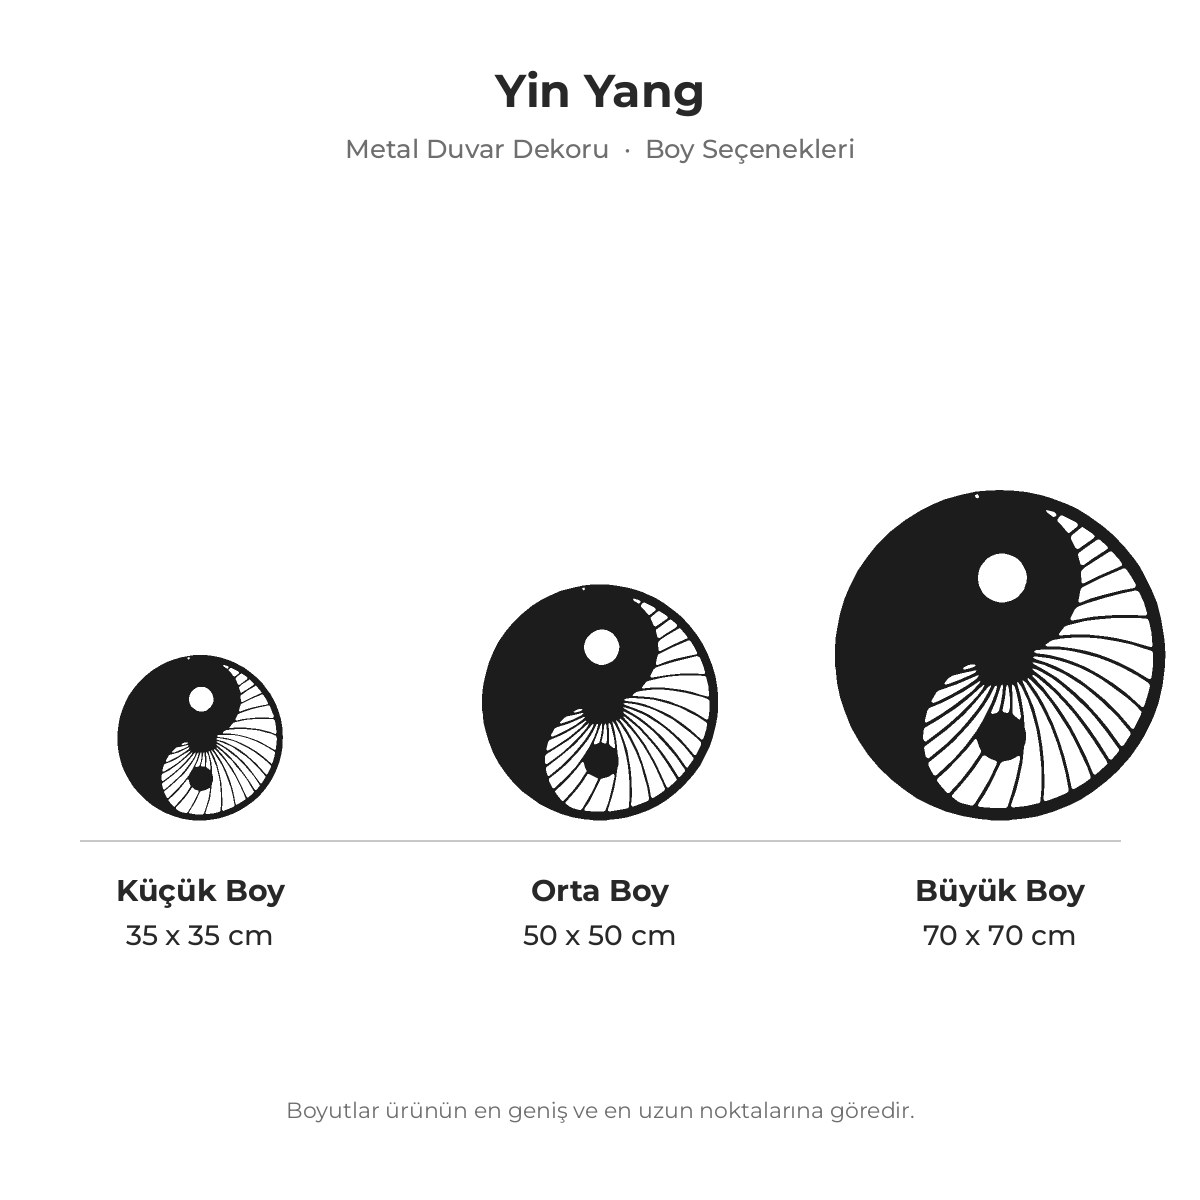 Yin Yang
Metal Duvar Dekoru · Boy Seçenekleri
Küçük Boy
35 x 35 cm
Orta Boy
50 x 50 cm
Büyük Boy
70 x 70 cm
Boyutlar ürünün en geniş ve en uzun noktalarına göredir.